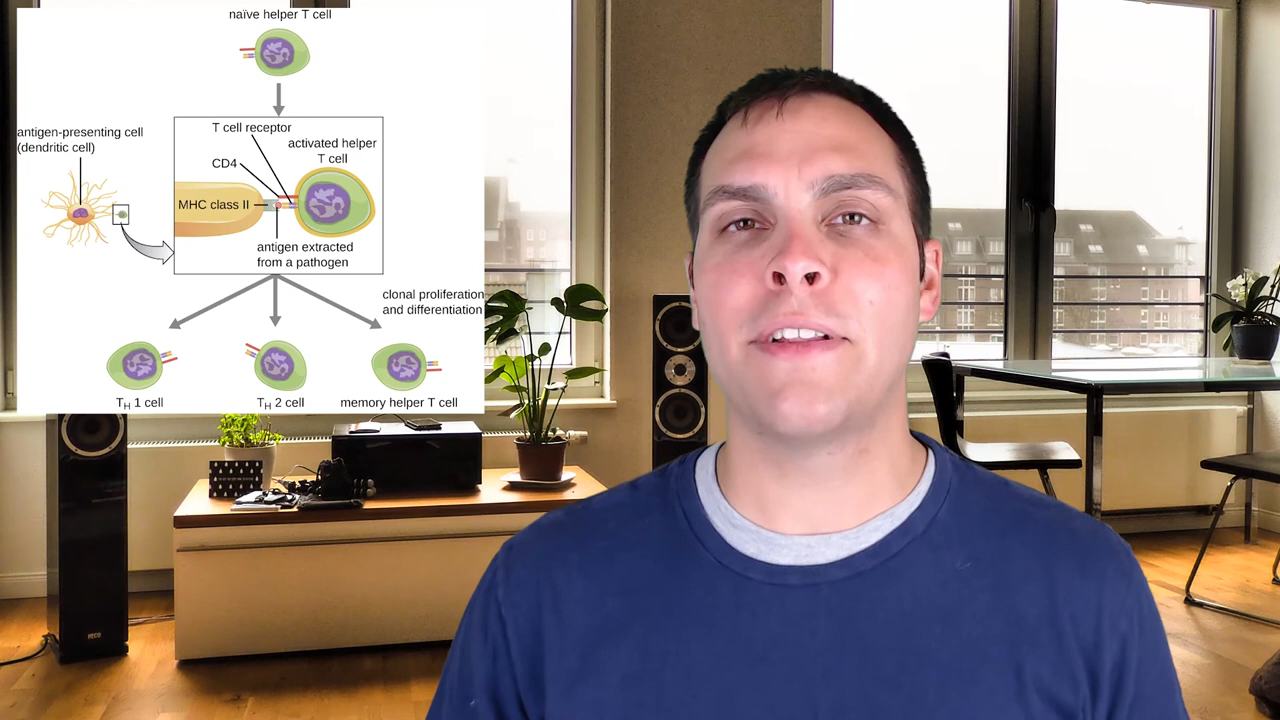 naïve helper T cell
T cell receptor
activated helper
T cell
antigen-presenting cell
(dendritic cell)
CD4
MHC class II
antigen extracted
from a pathogen
clonal proliferation
and differentiation
TH 1 cell
TH 2 cell
memory helper T cell
HECO